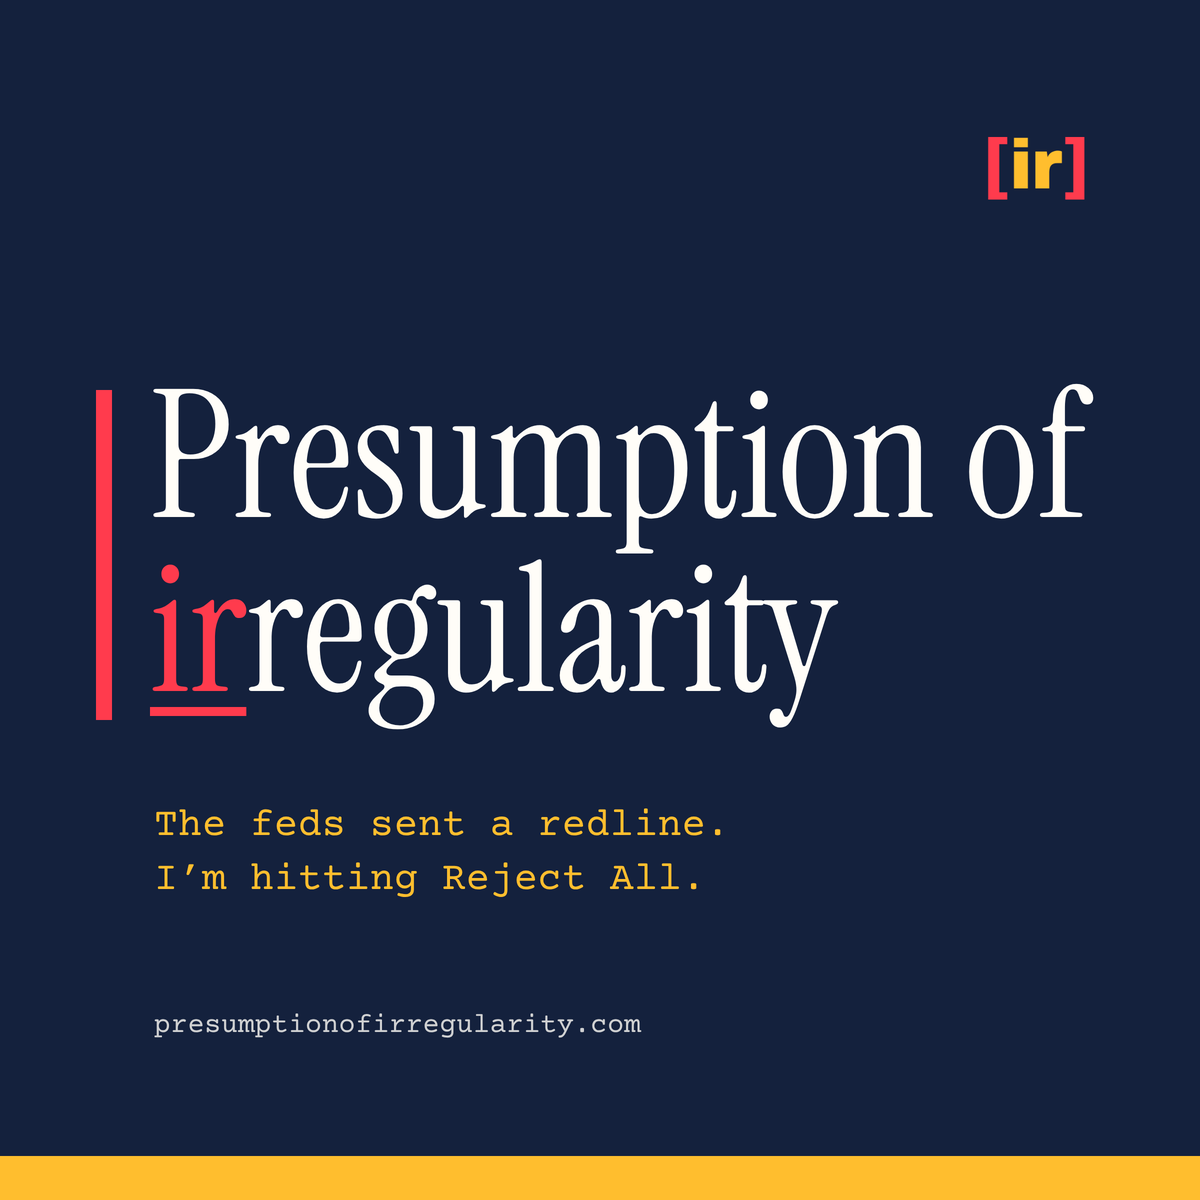 [ir]
Presumption of
irregularity
The feds sent a redline.
I’m hitting Reject All.
presumptionofirregularity.com